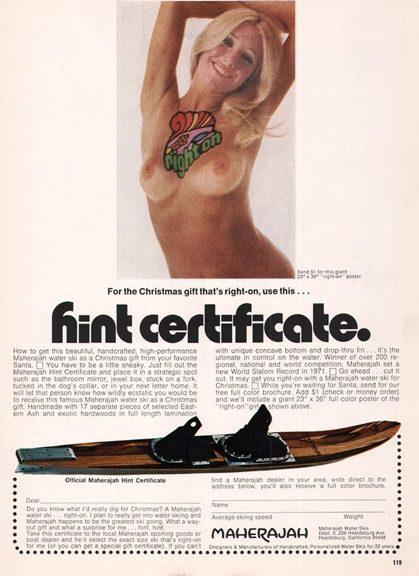 right on
Send $1 for this giant
23" x 36" "right-on" poster.
For the Christmas gift that's right-on, use this . . .
hint certificate.
How to get this beautiful, handcrafted, high-performance
Maherajah water ski as a Christmas gift from your favorite
Santa. □ You have to be a little sneaky. Just fill out the
Maherajah Hint Certificate and place it in a strategic spot
such as the bathroom mirror, jewel box, stuck on a fork,
tucked in the dog's collar, or in your next letter home. It
will let that person know how wildly ecstatic you would be
to receive this famous Maherajah water ski as a Christmas
gift. Handmade with 17 separate pieces of selected East-
ern Ash and exotic hardwoods in full length lamination
with unique concave bottom and drop-thru fin . . . it's the
ultimate in control on the water. Winner of over 200 re-
gional, national and world competition, Maherajah set a
new World Slalom Record in 1971. □ Go ahead . . . cut it
out. It may get you right-on with a Maherajah water ski for
Christmas. □ While you're waiting for Santa, send for our
free full color brochure. Add $1 (check or money order)
and we'll include a giant 23" x 36" full color poster of the
"right-on" girl shown above.
Official Maherajah Hint Certificate
Dear
Do you know what I'd really dig for Christmas? A Maherajah
water ski . . . right-on. I plan to really get into water skiing and
Maherajah happens to be the greatest ski going. What a way-
out gift and what a surprise for me . . . hint, hint.
Take this certificate to the local Maherajah sporting goods or
boat dealer and he'll select the exact size ski that's right-on
for me (or you can get a special gift certificate). If you can't
find a Maherajah dealer in your area, write direct to the
address below, you'll also receive a full color brochure.
Name
Average skiing speed Weight
MAHERAJAH
Maherajah Water Skis
Dept. S, 226 Healdsburg Ave.
Healdsburg, California 95448
Designers & Manufacturers of Handcrafted, Personalized Water Skis for 22 years
119